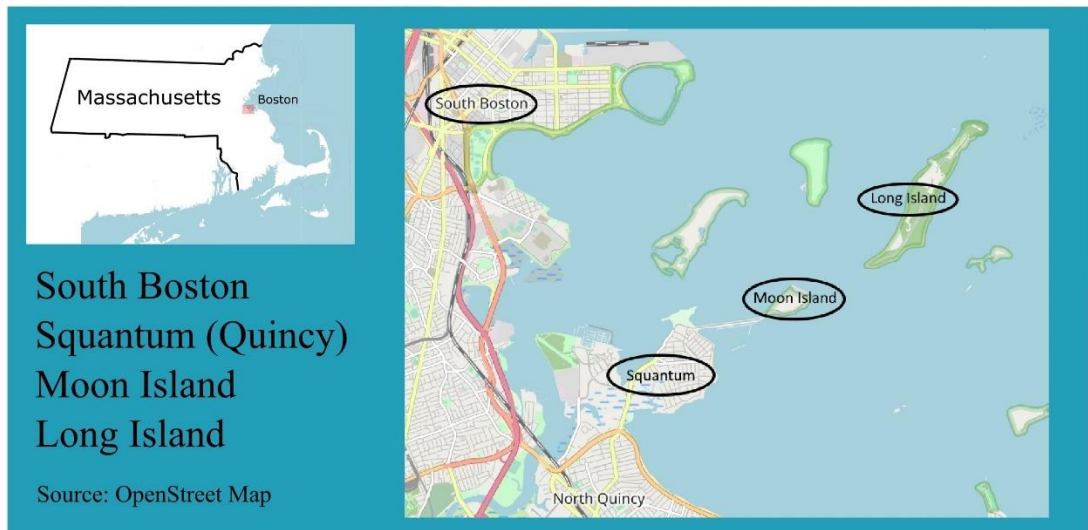 Massachusetts
Boston
South Boston
Squantum (Quincy)
Moon Island
Long Island
Source: OpenStreet Map
South Boston
Long Island
Moon Island
Squantum
North Quincy